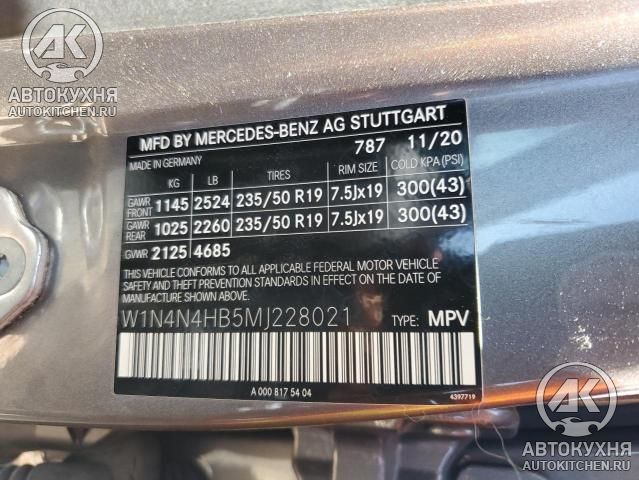 АК
АВТОКУХНЯ
AUTOKITCHEN.RU
MFD BY MERCEDES-BENZ AG STUTTGART
MADE IN GERMANY 787 11/20
KG LB TIRES RIM SIZE COLD KPA (PSI)
GAWR FRONT 1145 2524 235/50 R19 7.5Jx19 300(43)
GAWR REAR 1025 2260 235/50 R19 7.5Jx19 300(43)
GVWR 2125 4685
THIS VEHICLE CONFORMS TO ALL APPLICABLE FEDERAL MOTOR VEHICLE
SAFETY AND THEFT PREVENTION STANDARDS IN EFFECT ON THE DATE OF
MANUFACTURE SHOWN ABOVE.
W1N4N4HB5MJ228021 TYPE: MPV
A 000 817 54 04
4397719
АК
АВТОКУХНЯ
AUTOKITCHEN.RU